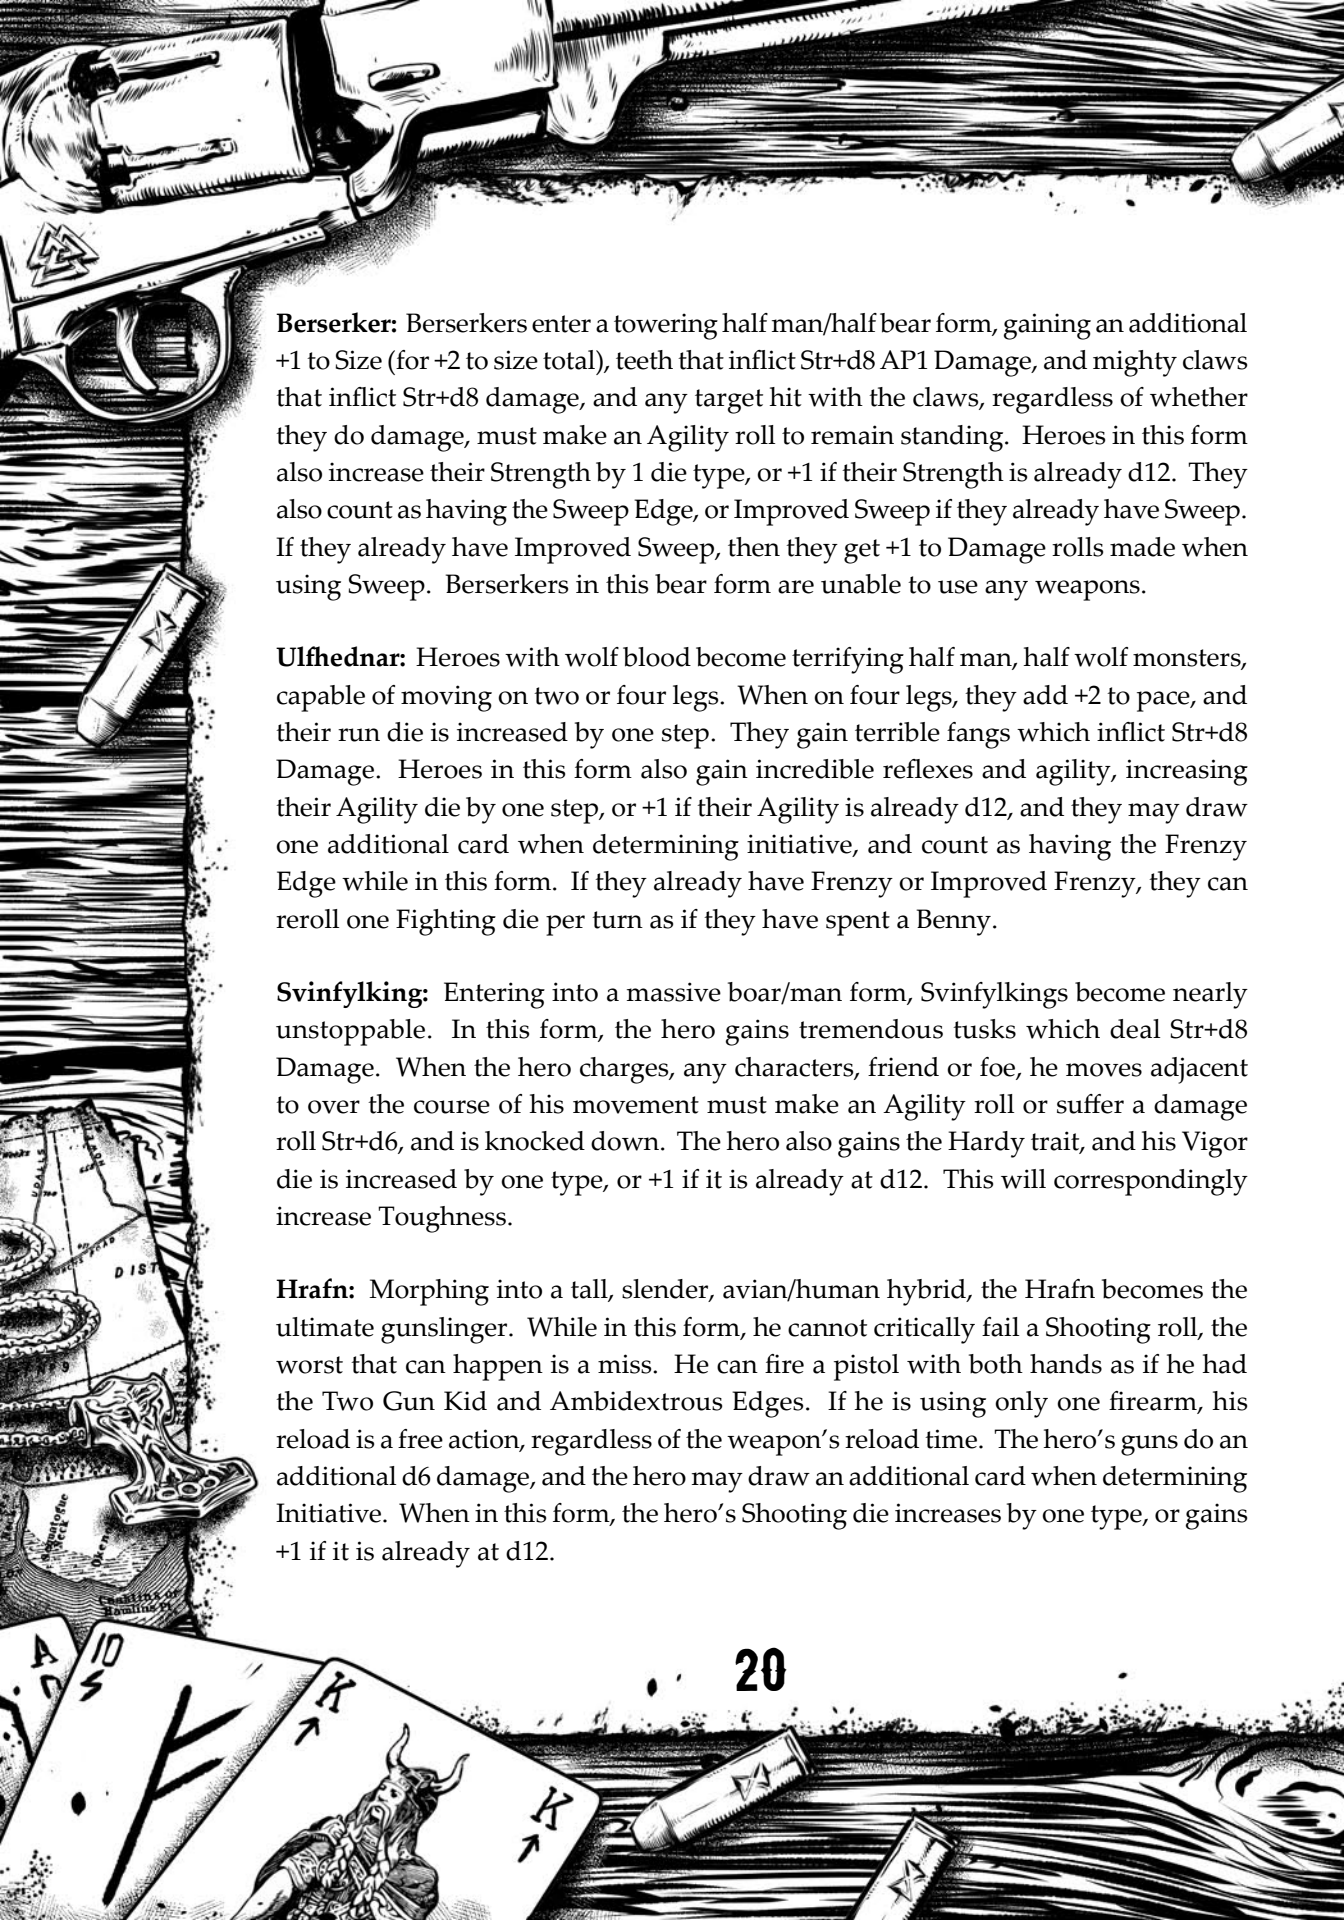 Berserker: Berserkers enter a towering half man/half bear form, gaining an additional
+1 to Size (for +2 to size total), teeth that inflict Str+d8 AP1 Damage, and mighty claws
that inflict Str+d8 damage, and any target hit with the claws, regardless of whether
they do damage, must make an Agility roll to remain standing. Heroes in this form
also increase their Strength by 1 die type, or +1 if their Strength is already d12. They
also count as having the Sweep Edge, or Improved Sweep if they already have Sweep.
If they already have Improved Sweep, then they get +1 to Damage rolls made when
using Sweep. Berserkers in this bear form are unable to use any weapons.
Ulfhednar: Heroes with wolf blood become terrifying half man, half wolf monsters,
capable of moving on two or four legs. When on four legs, they add +2 to pace, and
their run die is increased by one step. They gain terrible fangs which inflict Str+d8
Damage. Heroes in this form also gain incredible reflexes and agility, increasing
their Agility die by one step, or +1 if their Agility is already d12, and they may draw
one additional card when determining initiative, and count as having the Frenzy
Edge while in this form. If they already have Frenzy or Improved Frenzy, they can
reroll one Fighting die per turn as if they have spent a Benny.
Svinfylking: Entering into a massive boar/man form, Svinfylkings become nearly
unstoppable. In this form, the hero gains tremendous tusks which deal Str+d8
Damage. When the hero charges, any characters, friend or foe, he moves adjacent
to over the course of his movement must make an Agility roll or suffer a damage
roll Str+d6, and is knocked down. The hero also gains the Hardy trait, and his Vigor
die is increased by one type, or +1 if it is already at d12. This will correspondingly
increase Toughness.
Hrafn: Morphing into a tall, slender, avian/human hybrid, the Hrafn becomes the
ultimate gunslinger. While in this form, he cannot critically fail a Shooting roll, the
worst that can happen is a miss. He can fire a pistol with both hands as if he had
the Two Gun Kid and Ambidextrous Edges. If he is using only one firearm, his
reload is a free action, regardless of the weapon's reload time. The hero's guns do an
additional d6 damage, and the hero may draw an additional card when determining
Initiative. When in this form, the hero's Shooting die increases by one type, or gains
+1 if it is already at d12.
DIST
Oxen
Conklins or
Hamlins Pt.
A
10
K
K
20